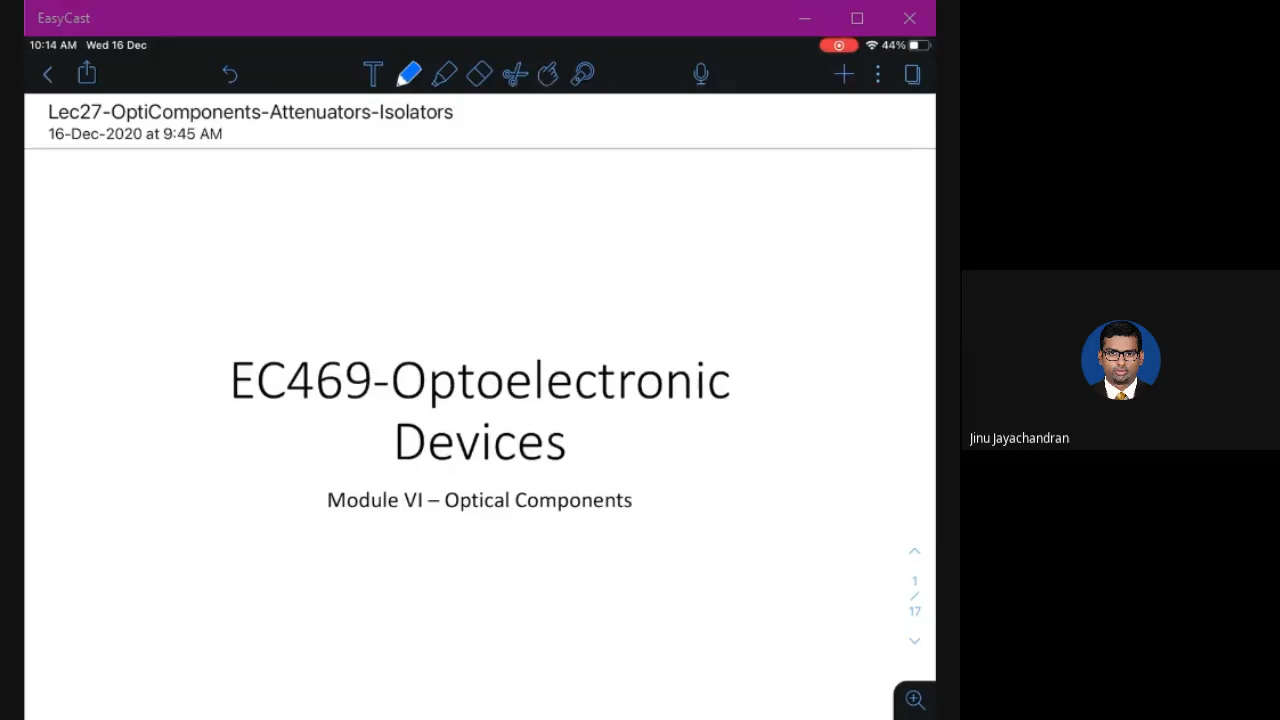 EasyCast
10:14 AM Wed 16 Dec
44%
Lec27-OptiComponents-Attenuators-Isolators
16-Dec-2020 at 9:45 AM
EC469-Optoelectronic
Devices
Module VI – Optical Components
1
/
17
Jinu Jayachandran